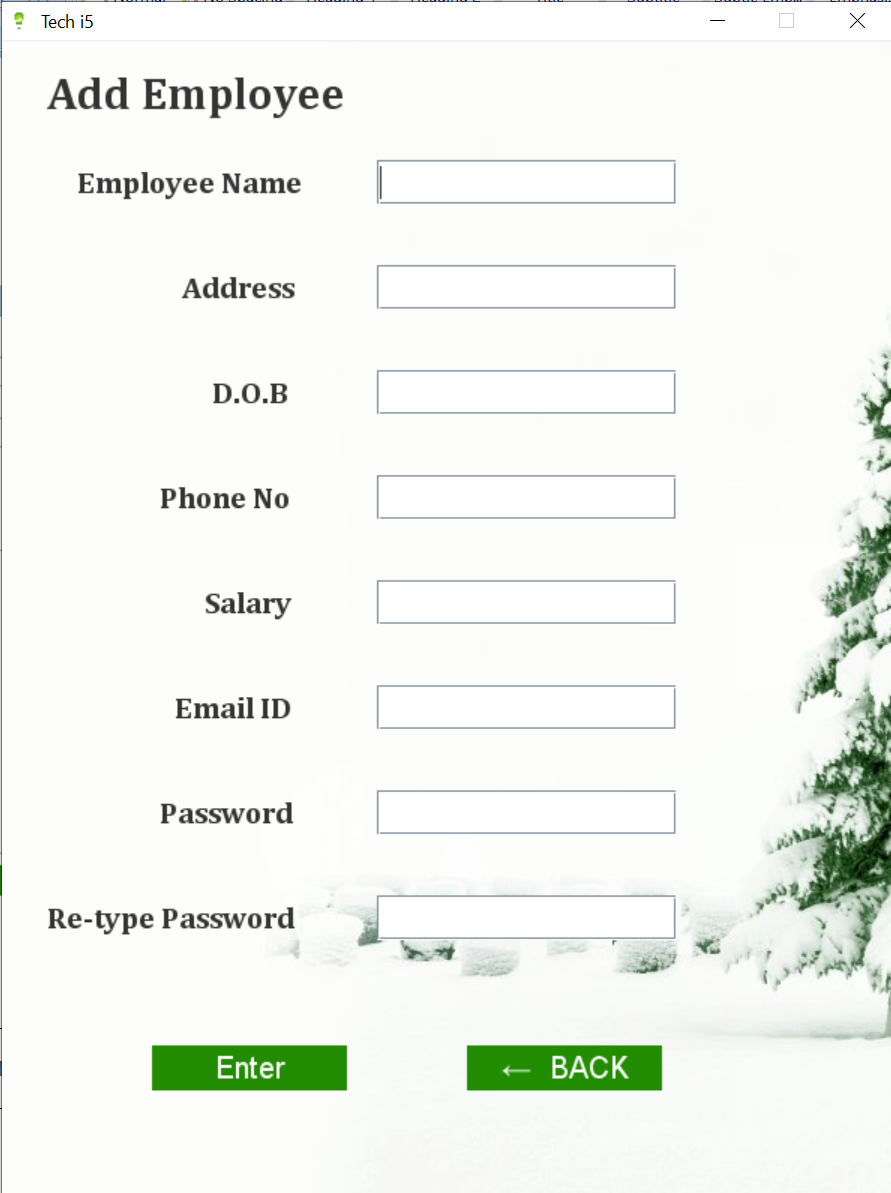 Tech i5
Add Employee
Employee Name
Address
D.O.B
Phone No
Salary
Email ID
Password
Re-type Password
Enter
← BACK